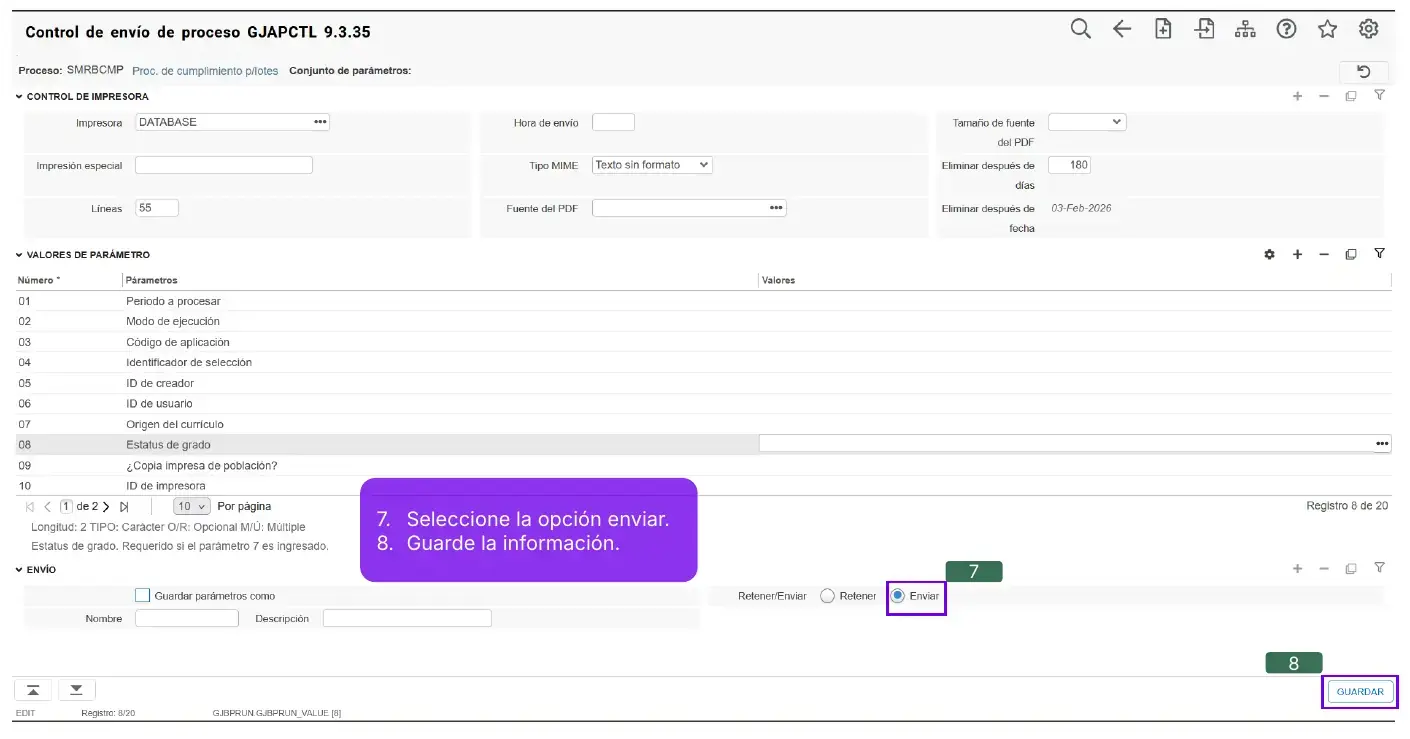 Control de envío de proceso GJAPCTL 9.3.35
Proceso: SMRBCMP Proc. de cumplimiento p/lotes Conjunto de parámetros:
CONTROL DE IMPRESORA
Impresora DATABASE Hora de envío Tamaño de fuente del PDF
Impresión especial Tipo MIME Texto sin formato Eliminar después de días 180
Líneas 55 Fuente del PDF Eliminar después de fecha 03-Feb-2026
VALORES DE PARÁMETRO
Número * Párametros Valores
01 Periodo a procesar
02 Modo de ejecución
03 Código de aplicación
04 Identificador de selección
05 ID de creador
06 ID de usuario
07 Origen del currículo
08 Estatus de grado
09 ¿Copia impresa de población?
10 ID de impresora
1 de 2 10 Por página Registro 8 de 20
Longitud: 2 TIPO: Carácter O/R: Opcional M/Ú: Múltiple
Estatus de grado. Requerido si el parámetro 7 es ingresado.
7. Seleccione la opción enviar.
8. Guarde la información.
ENVÍO
7
Guardar parámetros como Retener/Enviar Retener Enviar
Nombre Descripción
8
GUARDAR
EDIT Registro: 8/20 GJBPRUN.GJBPRUN_VALUE [8]